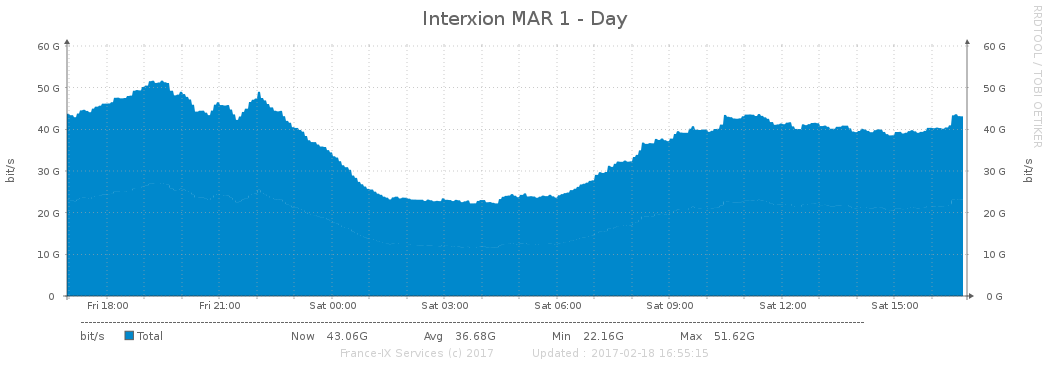 Interxion MAR 1 - Day
RRDTOOL / TOBI OETIKER
60 G 60 G
50 G 50 G
40 G 40 G
30 G 30 G
20 G 20 G
10 G 10 G
0 0 G
bit/s bit/s
Fri 18:00 Fri 21:00 Sat 00:00 Sat 03:00 Sat 06:00 Sat 09:00 Sat 12:00 Sat 15:00
bit/s Total Now 43.06G Avg 36.68G Min 22.16G Max 51.62G
France-IX Services (c) 2017 Updated : 2017-02-18 16:55:15